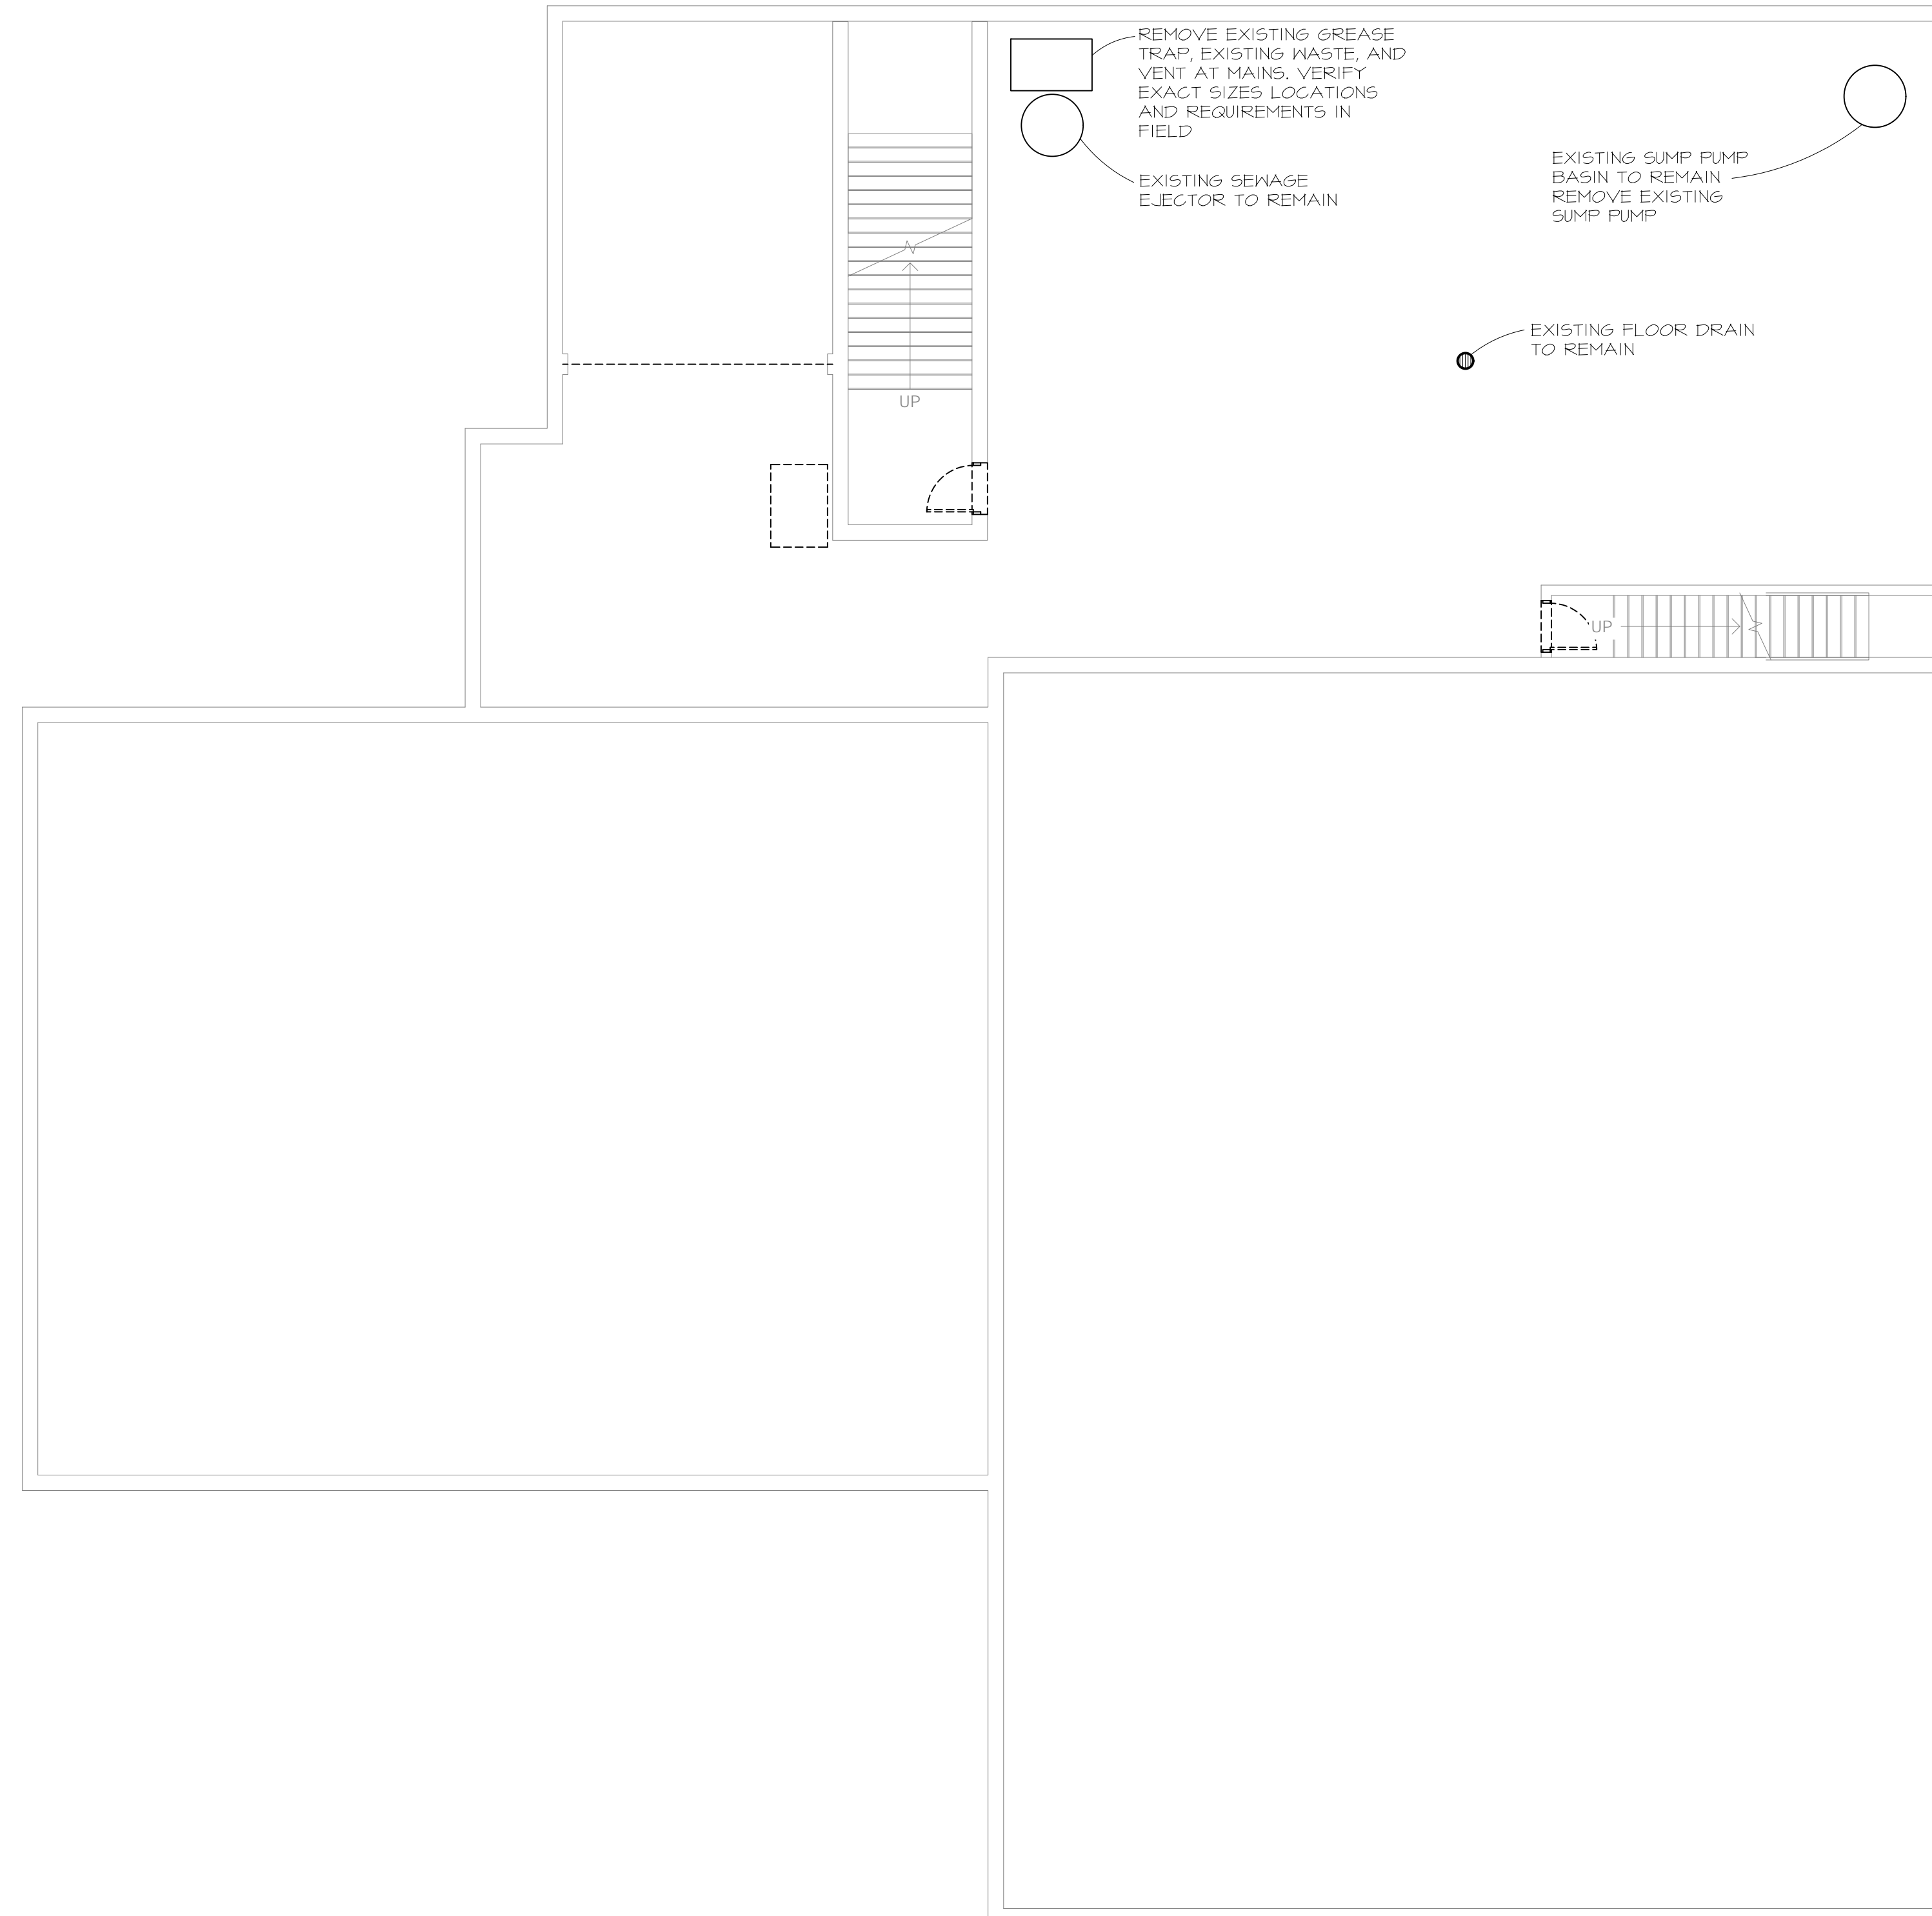 REMOVE EXISTING GREASE
TRAP, EXISTING WASTE, AND
VENT AT MAINS. VERIFY
EXACT SIZES LOCATIONS
AND REQUIREMENTS IN
FIELD
EXISTING SEWAGE
EJECTOR TO REMAIN
EXISTING SUMP PUMP
BASIN TO REMAIN
REMOVE EXISTING
SUMP PUMP
EXISTING FLOOR DRAIN
TO REMAIN
UP
UP